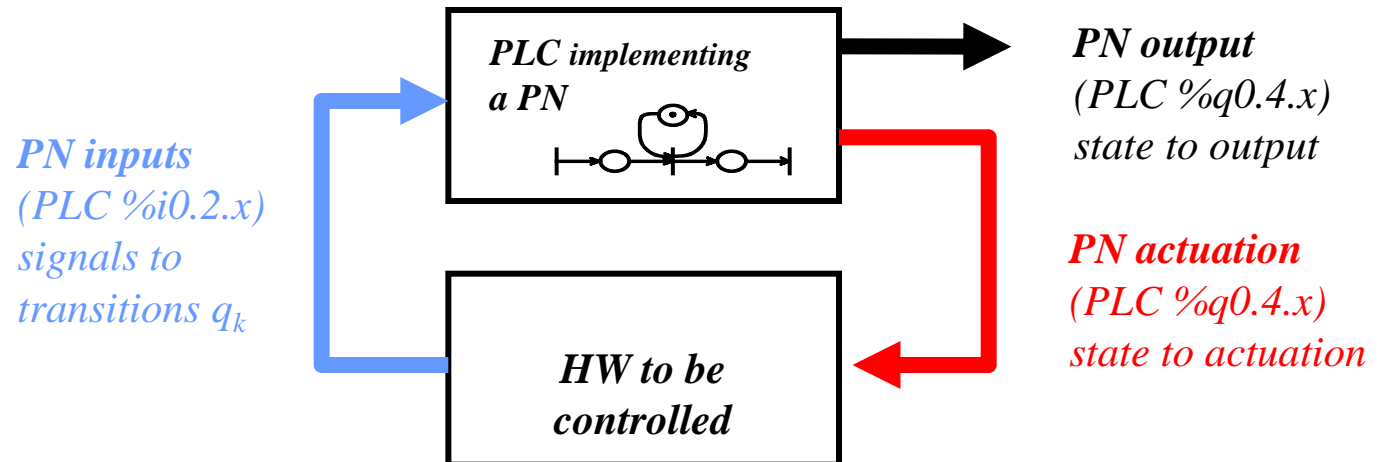 PLC implementing
a PN
PN output
(PLC %q0.4.x)
state to output
PN inputs
(PLC %i0.2.x)
signals to
transitions qk
PN actuation
(PLC %q0.4.x)
state to actuation
HW to be
controlled